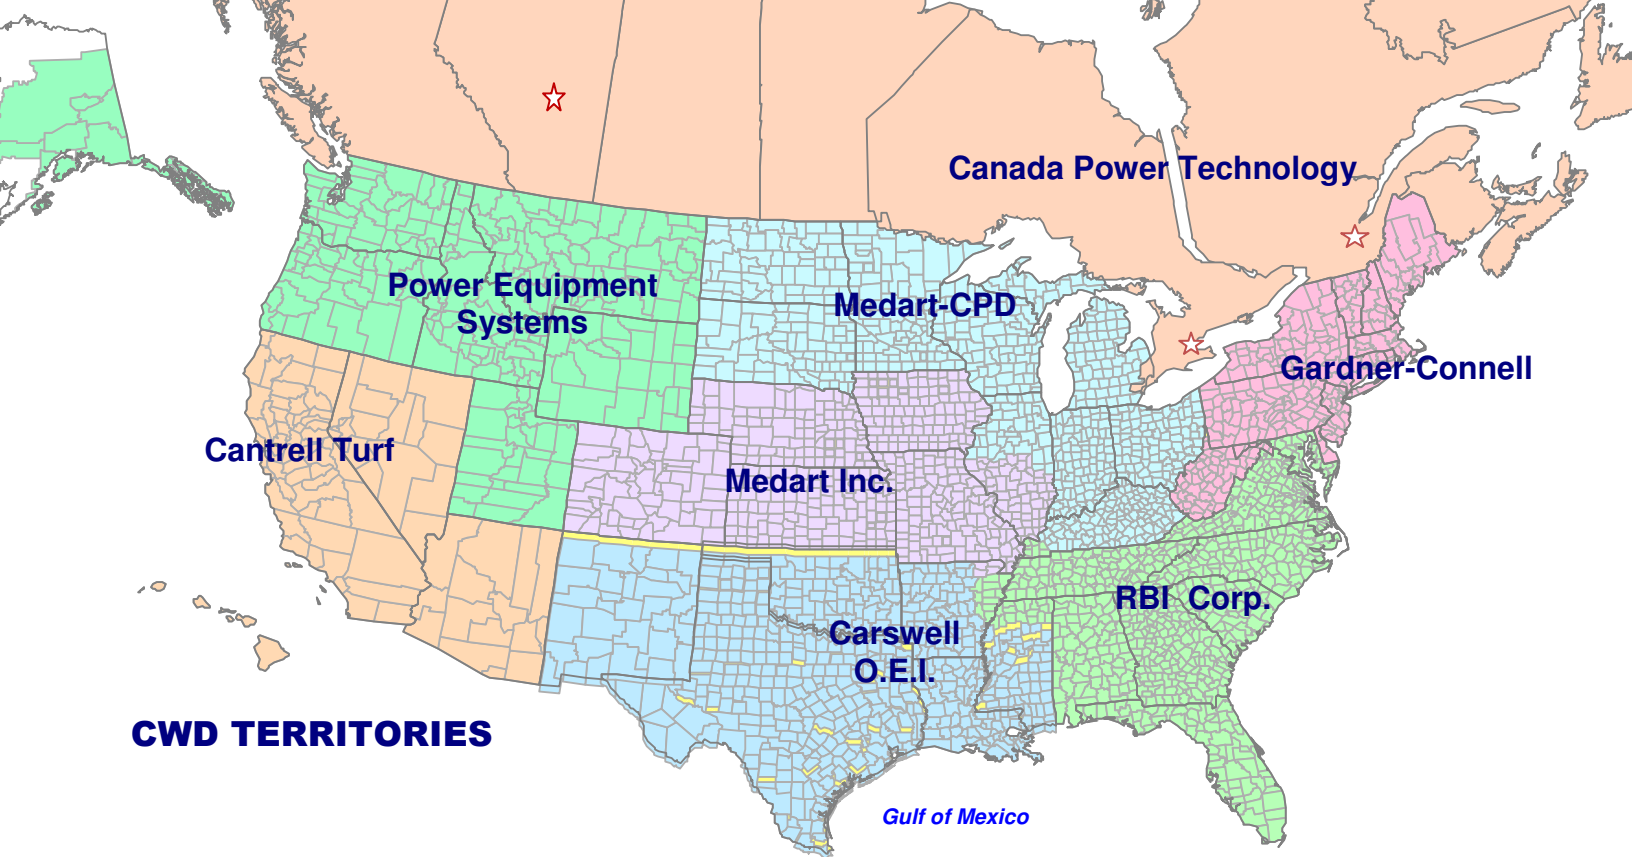 Canada Power Technology
Power Equipment
Systems
Medart-CPD
Gardner-Connell
Cantrell Turf
Medart Inc.
RBI Corp.
Carswell
O.E.I.
CWD TERRITORIES
Gulf of Mexico